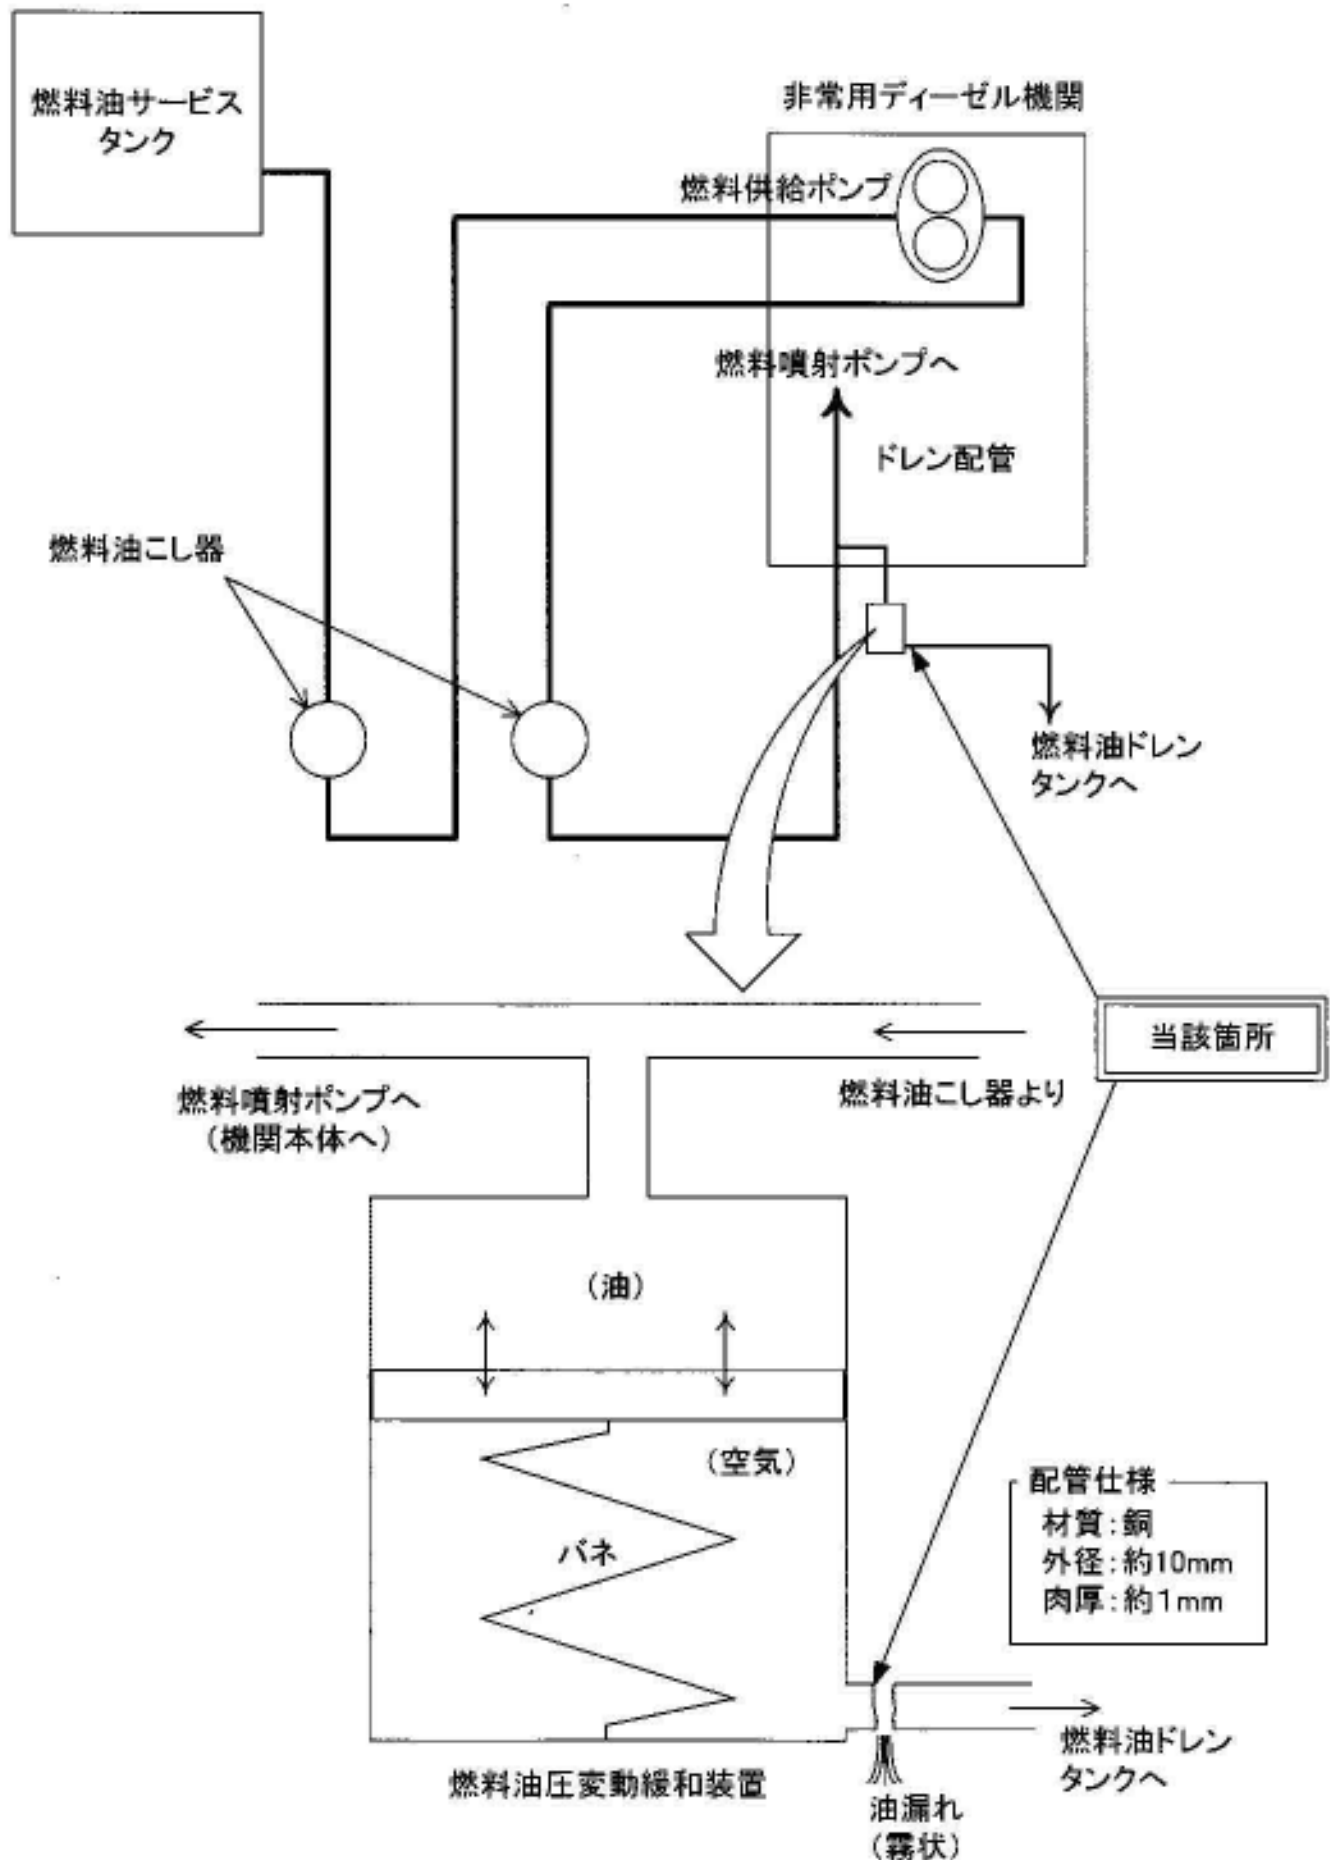 燃料油サービス
タンク
非常用ディーゼル機関
燃料供給ポンプ
燃料噴射ポンプへ
ドレン配管
燃料油こし器
燃料油ドレン
タンクへ
当該箇所
燃料噴射ポンプへ
(機関本体へ)
燃料油こし器より
(油)
(空気)
バネ
配管仕様
材質:銅
外径:約10mm
肉厚:約1mm
燃料油ドレン
タンクへ
燃料油圧変動緩和装置
油漏れ
(霧状)